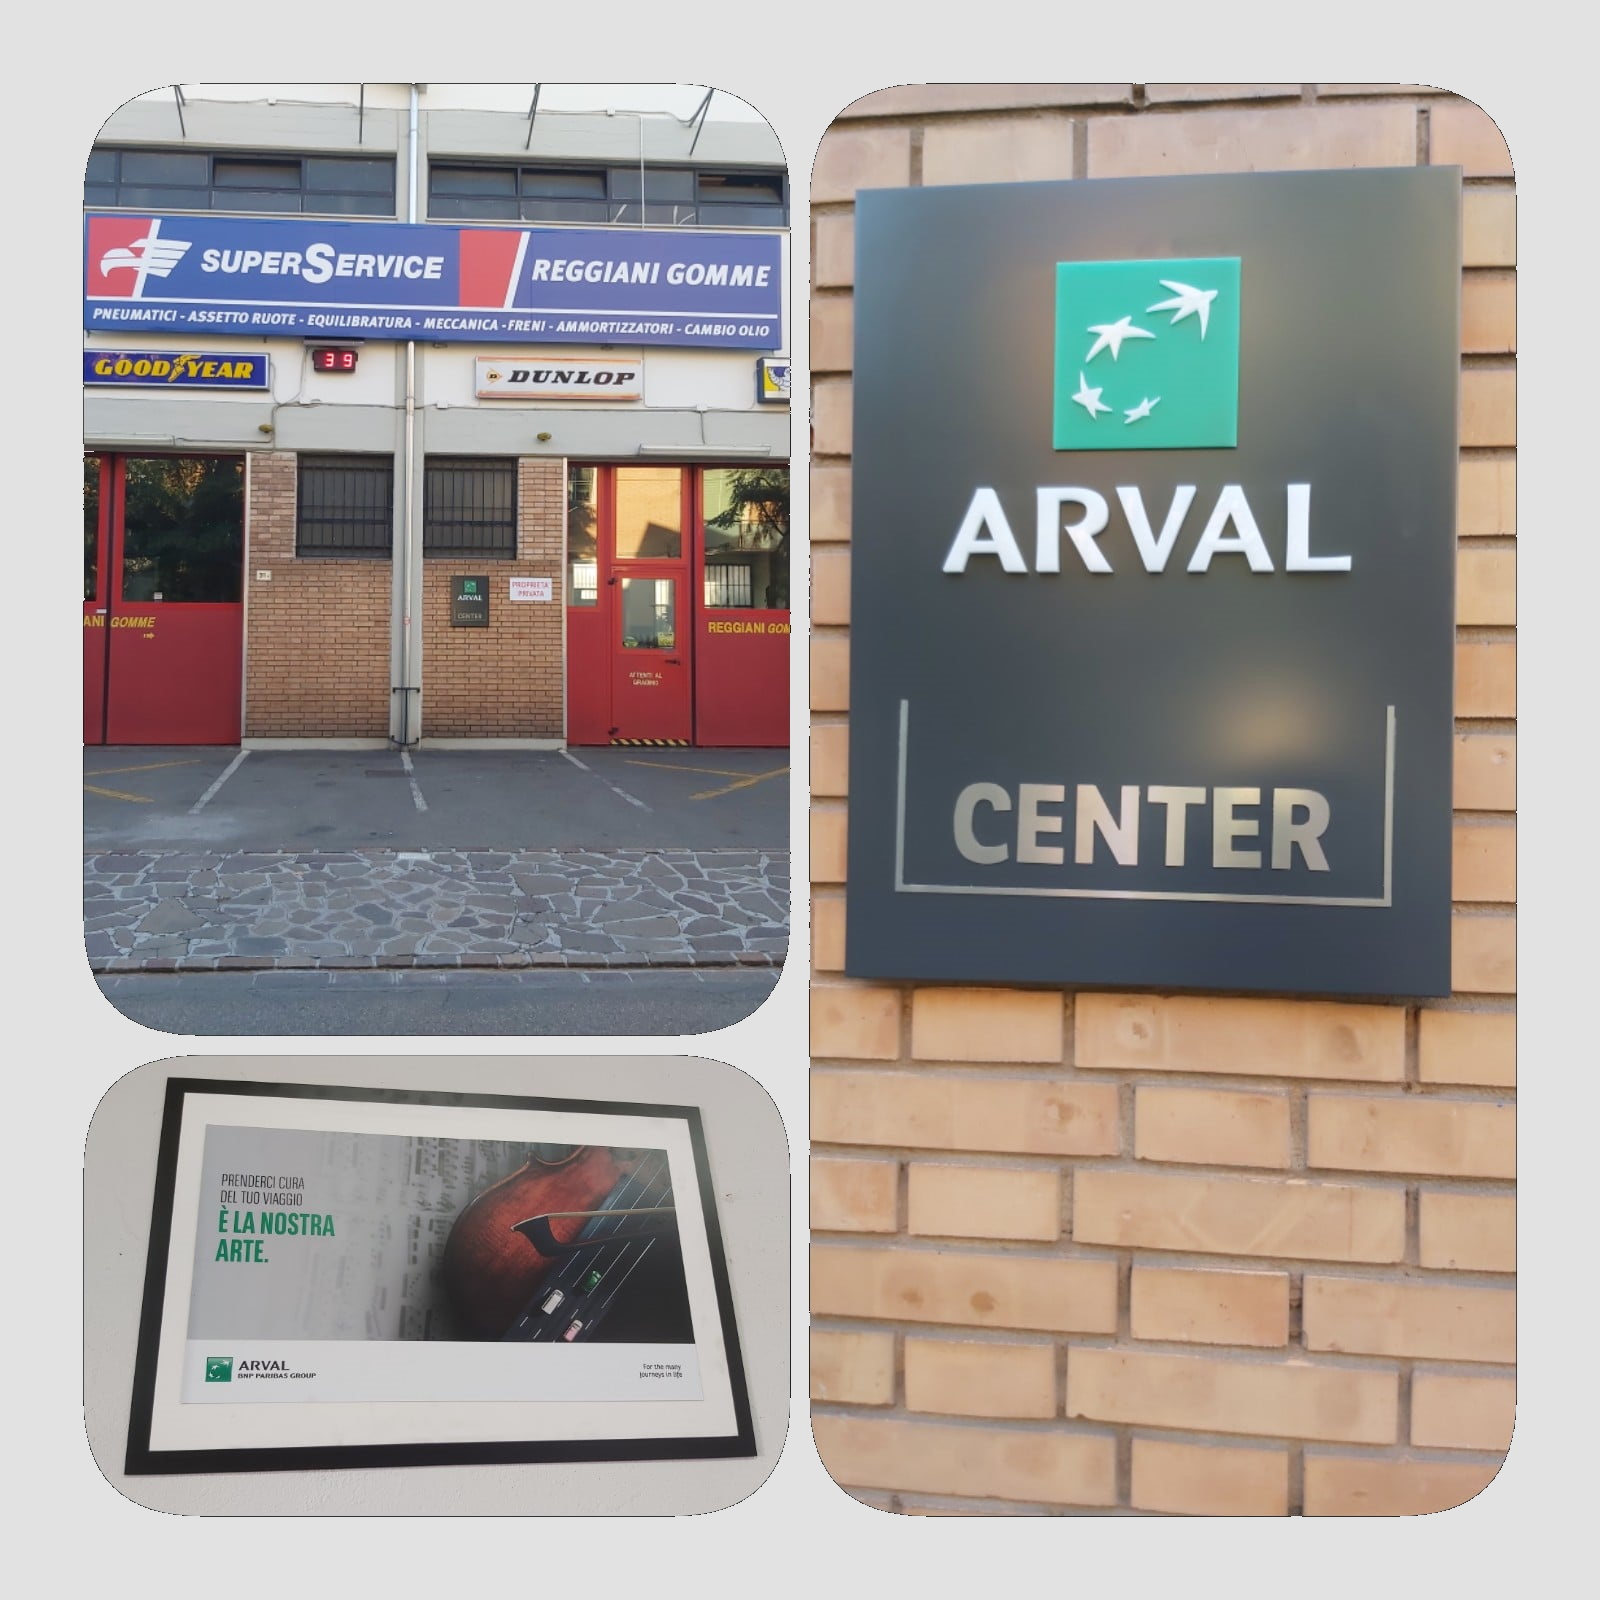 SUPERSERVICE
REGGIANI GOMME
PNEUMATICI - ASSETTO RUOTE - EQUILIBRATURA - MECCANICA - FRENI - AMMORTIZZATORI - CAMBIO OLIO
GOODYEAR
39
DUNLOP
ARVAL
CENTER
PROPRIETA'
PRIVATA
ANI GOMME
REGGIANI GOM
ATTENTI AL
GRADINO
ARVAL
CENTER
PRENDERCI CURA
DEL TUO VIAGGIO
È LA NOSTRA
ARTE.
ARVAL
BNP PARIBAS GROUP
For the many
journeys in life